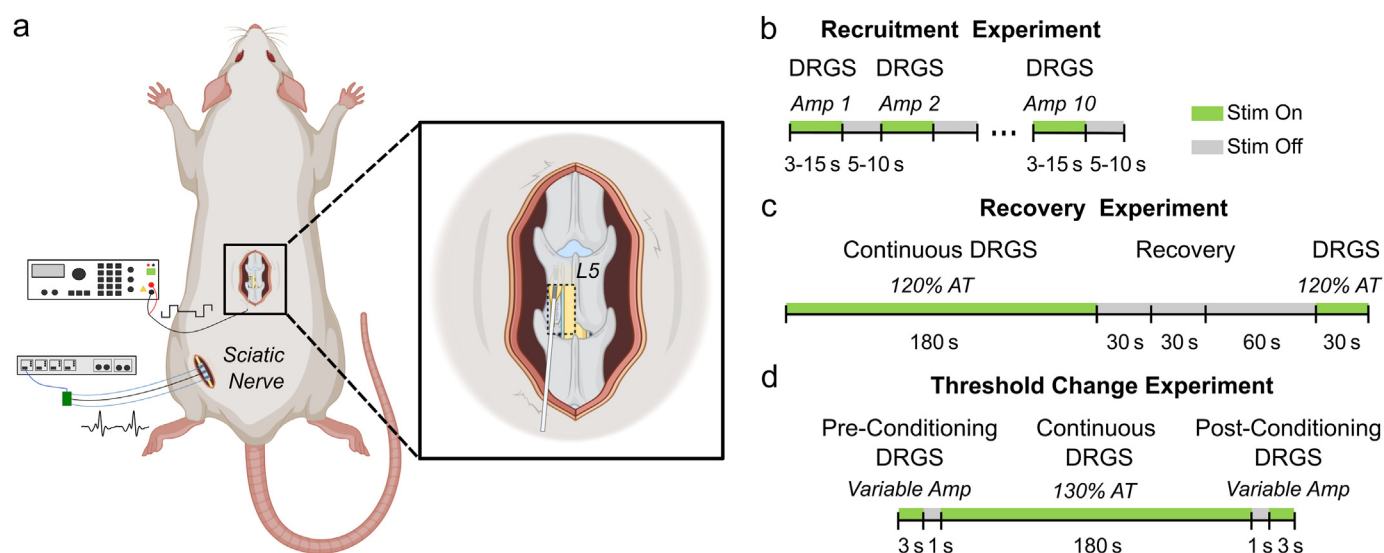 a
Sciatic
Nerve
L5
b
Recruitment Experiment
DRGS DRGS DRGS
Amp 1 Amp 2 Amp 10
...
3-15 s 5-10 s 3-15 s 5-10 s
Stim On
Stim Off
c
Recovery Experiment
Continuous DRGS Recovery DRGS
120% AT 120% AT
180 s 30 s 30 s 60 s 30 s
d
Threshold Change Experiment
Pre-Conditioning Continuous Post-Conditioning
DRGS DRGS DRGS
Variable Amp 130% AT Variable Amp
3 s 1 s 180 s 1 s 3 s